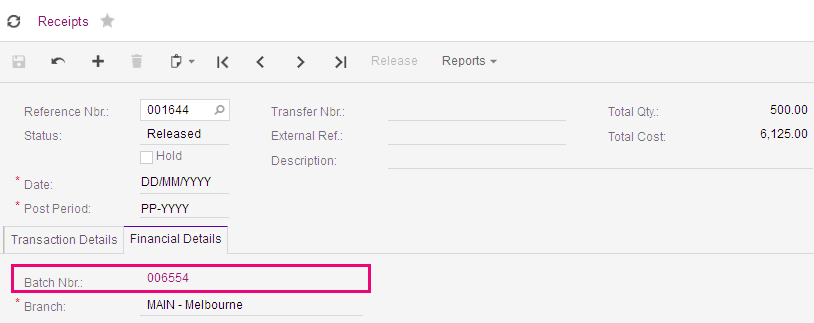 Receipts
Release Reports
Reference Nbr.: 001644 Transfer Nbr.: Total Qty.: 500.00
Status: Released External Ref.: Total Cost: 6,125.00
Hold Description:
* Date: DD/MM/YYYY
* Post Period: PP-YYYY
Transaction Details Financial Details
Batch Nbr.: 006554
* Branch: MAIN - Melbourne